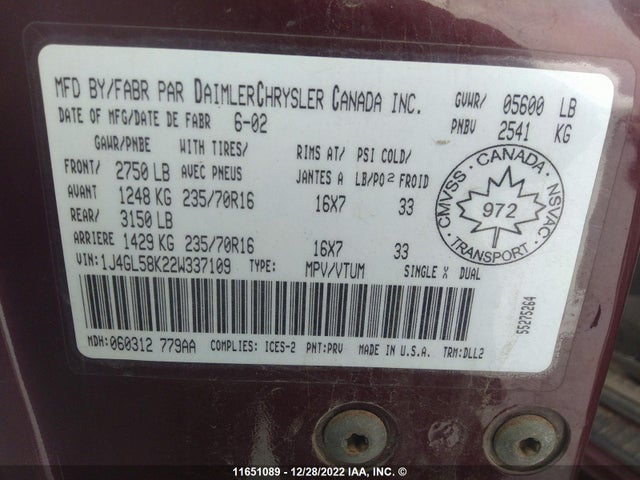 MFD BY/FABR PAR DAIMLERCHRYSLER CANADA INC.
GVWR/ 05600 LB
PNBV 2541 KG
DATE OF MFG/DATE DE FABR 6-02
GAWR/PNBE WITH TIRES/ RIMS AT/ PSI COLD/
FRONT/ 2750 LB AVEC PNEUS JANTES A LB/PO2 FROID
AVANT 1248 KG 235/70R16 16X7 33
REAR/ 3150 LB
ARRIERE 1429 KG 235/70R16 16X7 33
VIN:1J4GL58K22W337109 TYPE: MPV/VTUM SINGLE X DUAL
MDH:060312 779AA COMPLIES: ICES-2 PNT:PRV MADE IN U.S.A. TRM:DLL2
CMVSS · CANADA · NSVAC
972
TRANSPORT
55275264
11651089 - 12/28/2022 IAA, Inc. ©